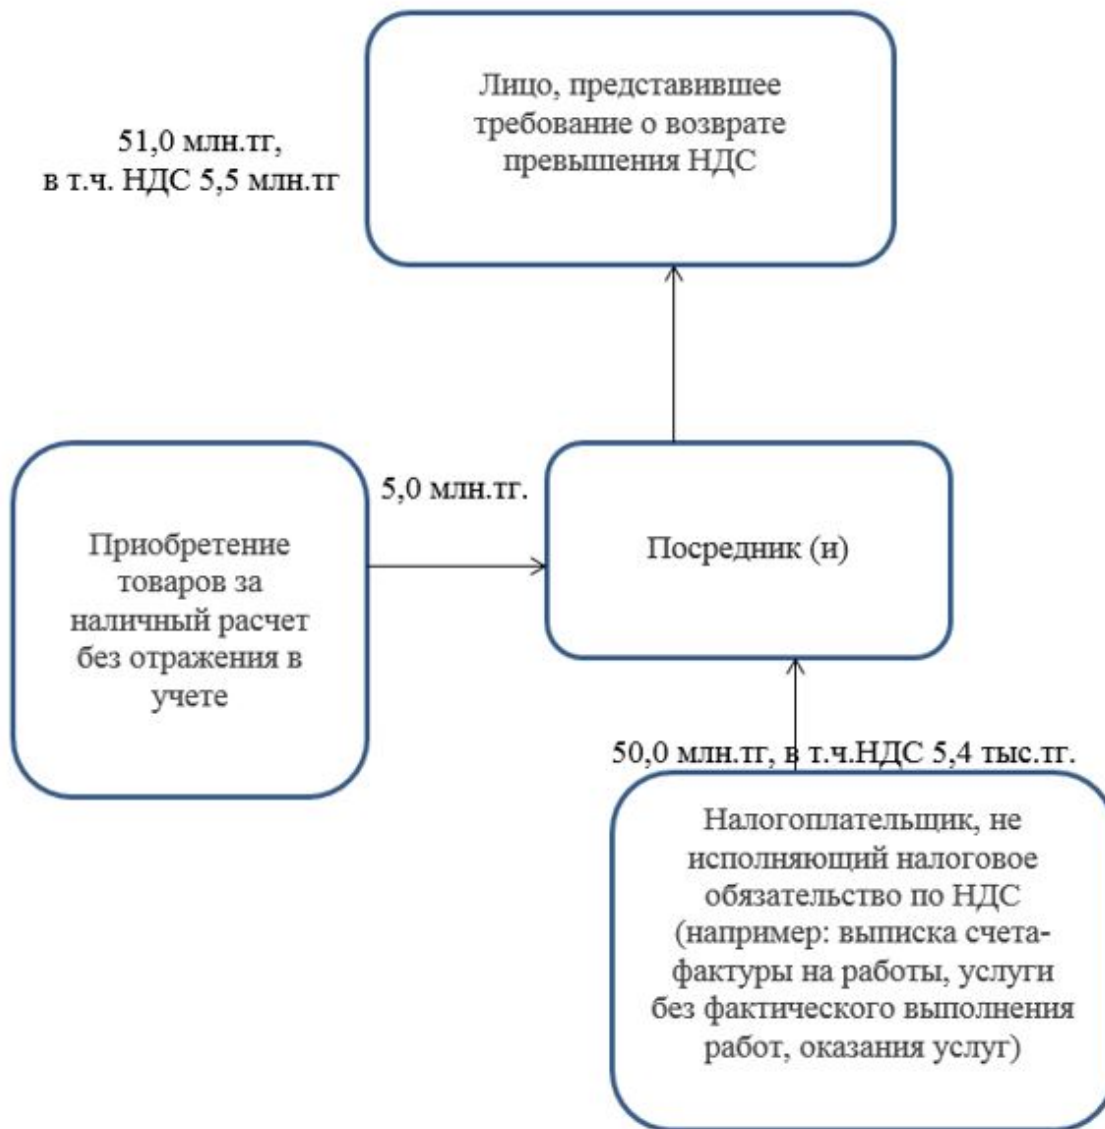 Лицо, представившее
требование о возврате
превышения НДС
51,0 млн.тг,
в т.ч. НДС 5,5 млн.тг
5,0 млн.тг.
Приобретение
товаров за
наличный расчет
без отражения в
учете
Посредник (и)
50,0 млн.тг, в т.ч.НДС 5,4 тыс.тг.
Налогоплательщик, не
исполняющий налоговое
обязательство по НДС
(например: выписка счета-
фактуры на работы, услуги
без фактического выполнения
работ, оказания услуг)